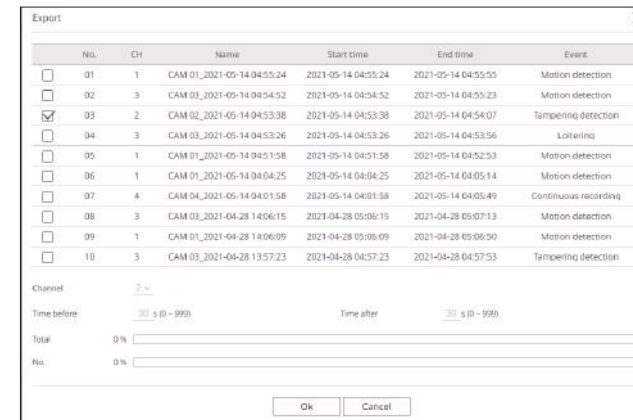 Export
No. CH Name Start time End time Event
01 1 CAM 01_2021-05-14 04:55:24 2021-05-14 04:55:24 2021-05-14 04:55:55 Motion detection
02 3 CAM 03_2021-05-14 04:54:52 2021-05-14 04:54:52 2021-05-14 04:55:23 Motion detection
03 2 CAM 02_2021-05-14 04:53:38 2021-05-14 04:53:38 2021-05-14 04:54:07 Tampering detection
04 3 CAM 03_2021-05-14 04:53:26 2021-05-14 04:53:26 2021-05-14 04:53:56 Loitering
05 1 CAM 01_2021-05-14 04:51:58 2021-05-14 04:51:58 2021-05-14 04:52:53 Motion detection
06 1 CAM 01_2021-05-14 04:04:25 2021-05-14 04:04:25 2021-05-14 04:05:14 Motion detection
07 4 CAM 04_2021-05-14 04:01:58 2021-05-14 04:01:58 2021-05-14 04:05:49 Continuous recording
08 3 CAM 03_2021-04-28 14:06:15 2021-04-28 05:06:15 2021-04-28 05:07:13 Motion detection
09 1 CAM 01_2021-04-28 14:06:09 2021-04-28 05:06:09 2021-04-28 05:06:50 Motion detection
10 3 CAM 03_2021-04-28 13:57:23 2021-04-28 04:57:23 2021-04-28 04:57:53 Tampering detection
Channel 2
Time before 30 s (0 ~ 999) Time after 30 s (0 ~ 999)
Total 0 %
No. 0 %
Ok Cancel